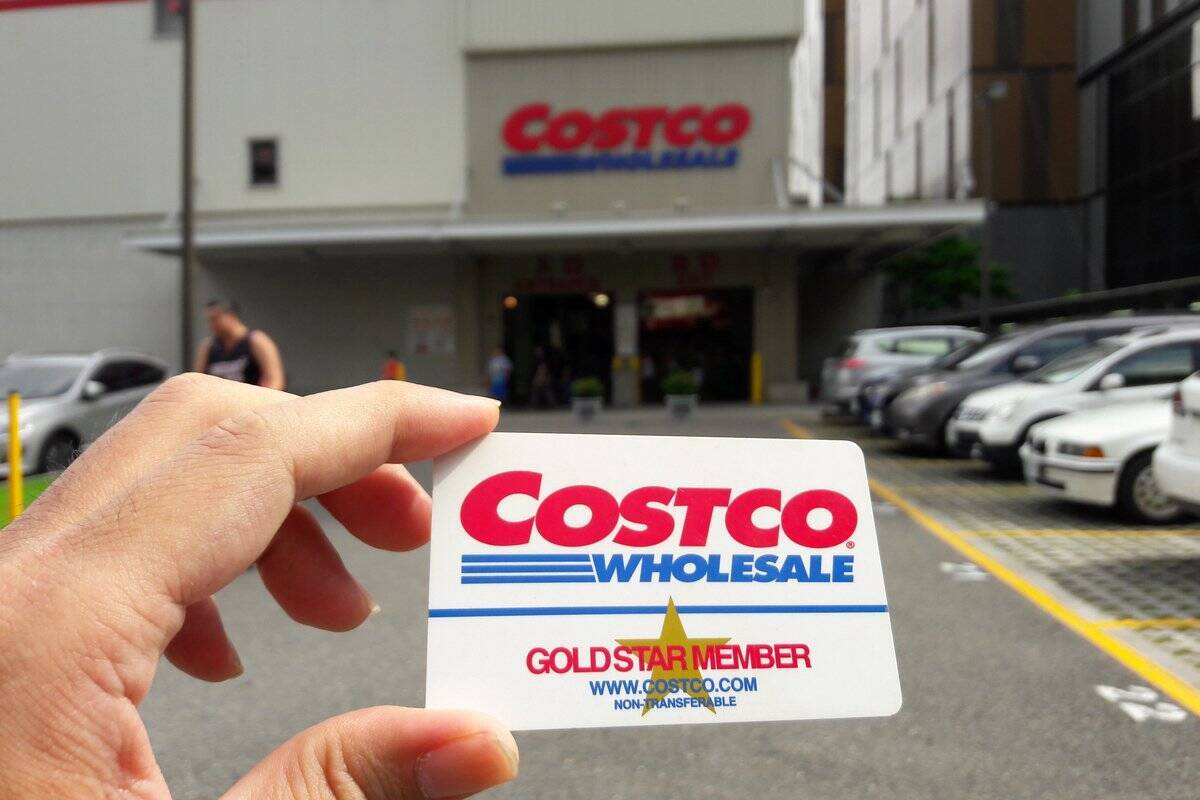 COSTCO
WHOLESALE
COSTCO
WHOLESALE
GOLD STAR MEMBER
WWW.COSTCO.COM
NON-TRANSFERABLE